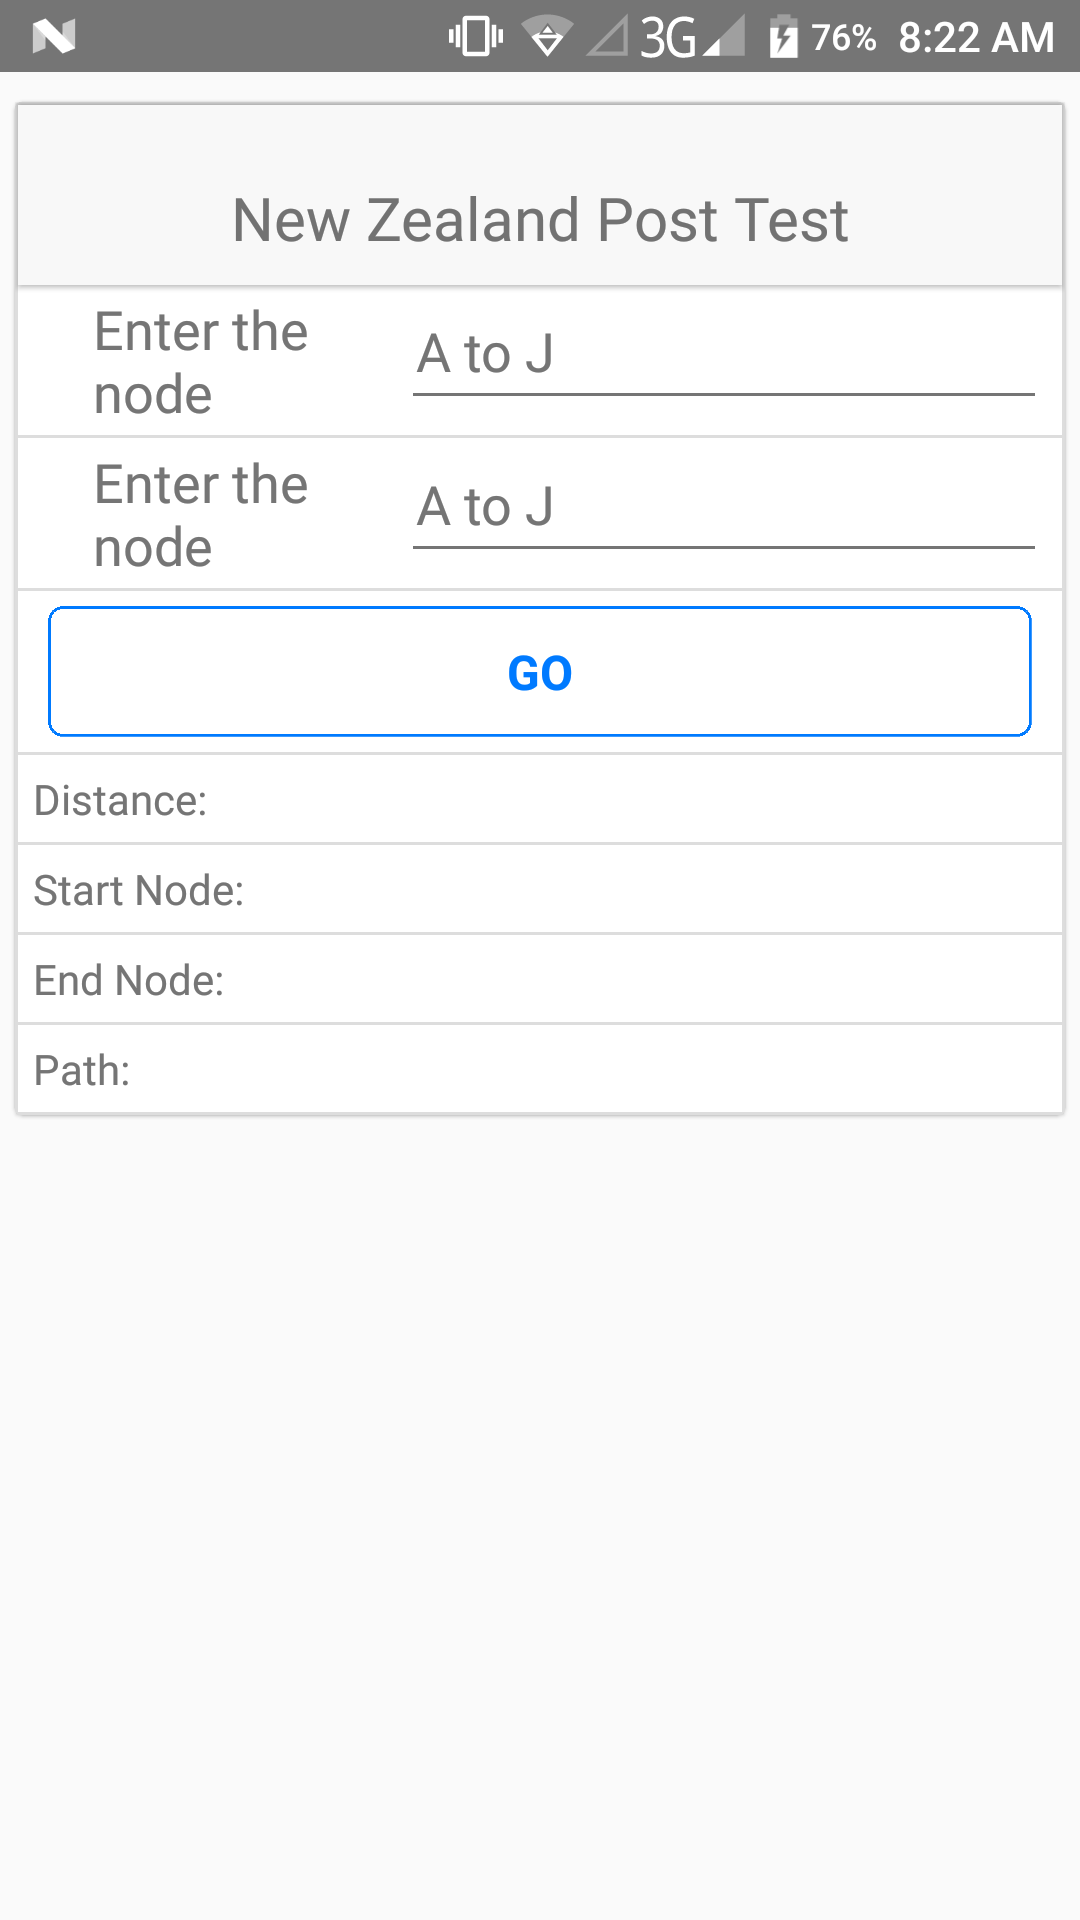 3G 76% 8:22 AM
New Zealand Post Test
Enter the
node
A to J
Enter the
node
A to J
GO
Distance:
Start Node:
End Node:
Path: